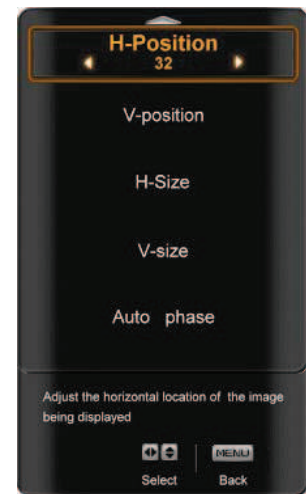 H-Position
32
V-position
H-Size
V-size
Auto phase
Adjust the horizontal location of the image
being displayed
MENU
Select Back